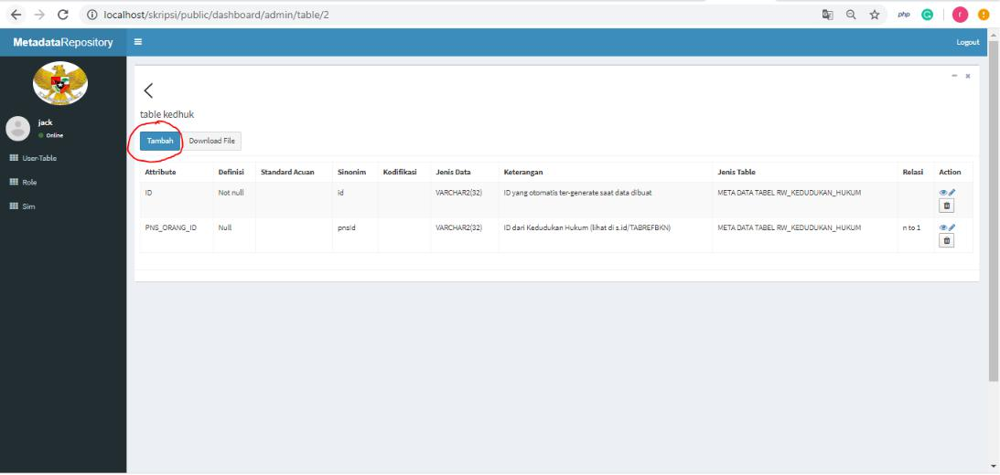 localhost/skripsi/public/dashboard/admin/table/2
php
r
MetadataRepository
Logout
jack
Online
User-Table
Role
Sim
table kedhuk
Tambah Download File
Attribute Definisi Standard Acuan Sinonim Kodifikasi Jenis Data Keterangan Jenis Table Relasi Action
ID Not null id VARCHAR2(32) ID yang otomatis ter-generate saat data dibuat META DATA TABEL RW_KEDUDUKAN_HUKUM
PNS_ORANG_ID Null pnsId VARCHAR2(32) ID dari Kedudukan Hukum (lihat di s.id/TABREFBKN) META DATA TABEL RW_KEDUDUKAN_HUKUM n to 1